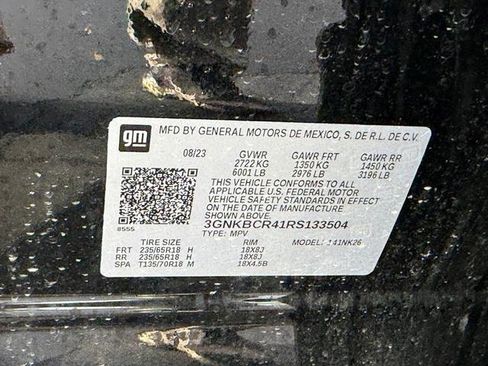 gm
MFD BY GENERAL MOTORS DE MEXICO, S. DE R.L. DE C.V.
08/23 GVWR GAWR FRT GAWR RR
2722 KG 1350 KG 1450 KG
6001 LB 2976 LB 3196 LB
THIS VEHICLE CONFORMS TO ALL
APPLICABLE U.S. FEDERAL MOTOR
VEHICLE SAFETY STANDARDS IN
EFFECT ON THE DATE OF MANUFACTURE
SHOWN ABOVE.
3GNKBCR41RS133504
8555 TYPE: MPV MODEL: 141NK26
TIRE SIZE RIM
FRT 235/65R18 H 18X8J
RR 235/65R18 H 18X8J
SPA T135/70R18 M 18X4.5B